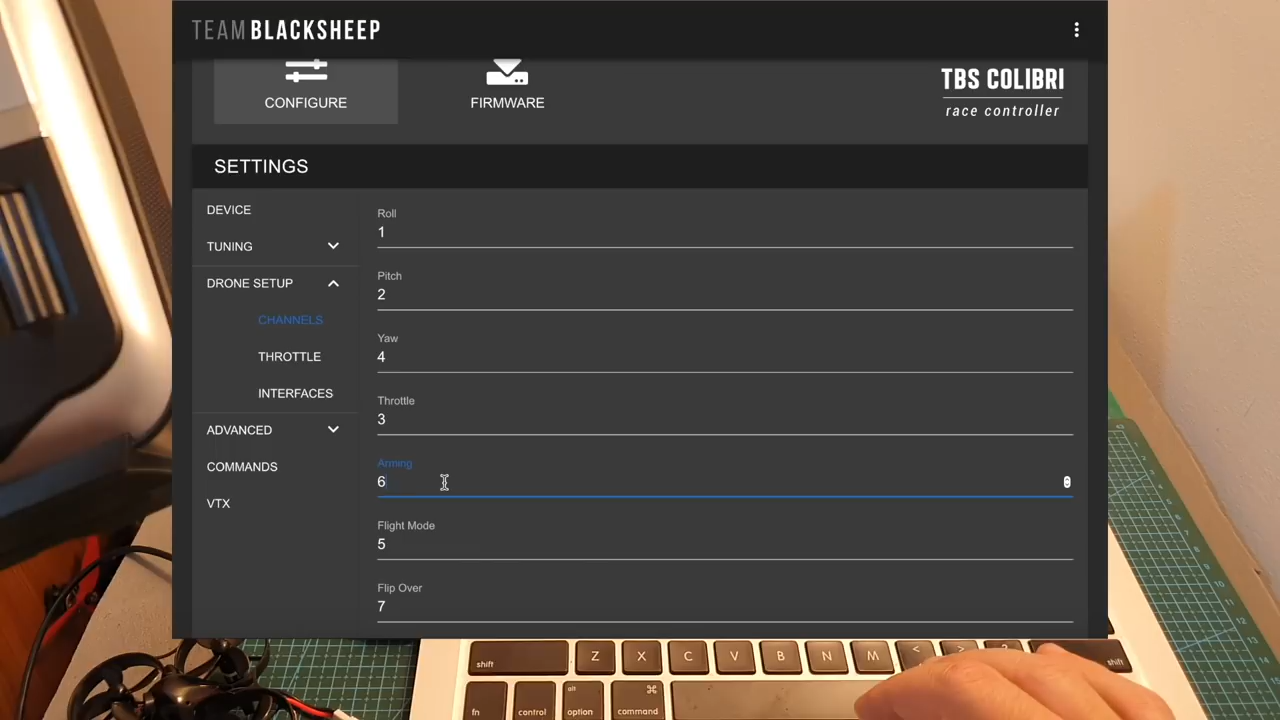 TEAMBLACKSHEEP
CONFIGURE
FIRMWARE
TBS COLIBRI
race controller
SETTINGS
DEVICE
TUNING
DRONE SETUP
CHANNELS
THROTTLE
INTERFACES
ADVANCED
COMMANDS
VTX
Roll
1
Pitch
2
Yaw
4
Throttle
3
Arming
6
Flight Mode
5
Flip Over
7
shift
Z
X
C
V
B
N
M
<
>
?
shift
fn
control
alt
option
⌘
command